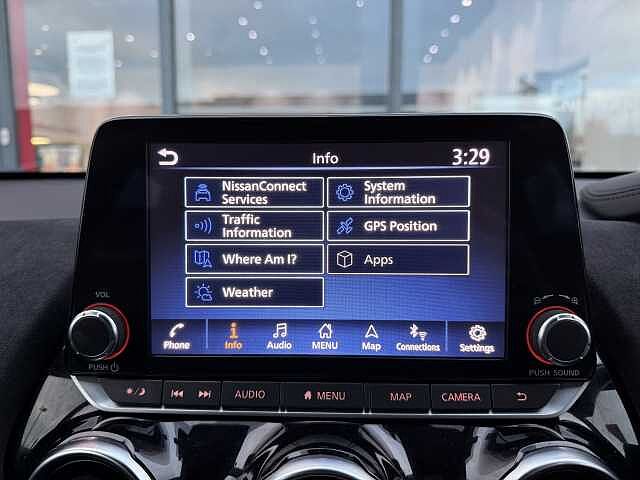 Info
3:29
NissanConnect
Services
System
Information
Traffic
Information
GPS Position
Where Am I?
Apps
Weather
Phone
Info
Audio
MENU
Map
Connections
Settings
VOL
PUSH
PUSH SOUND
AUDIO
MENU
MAP
CAMERA